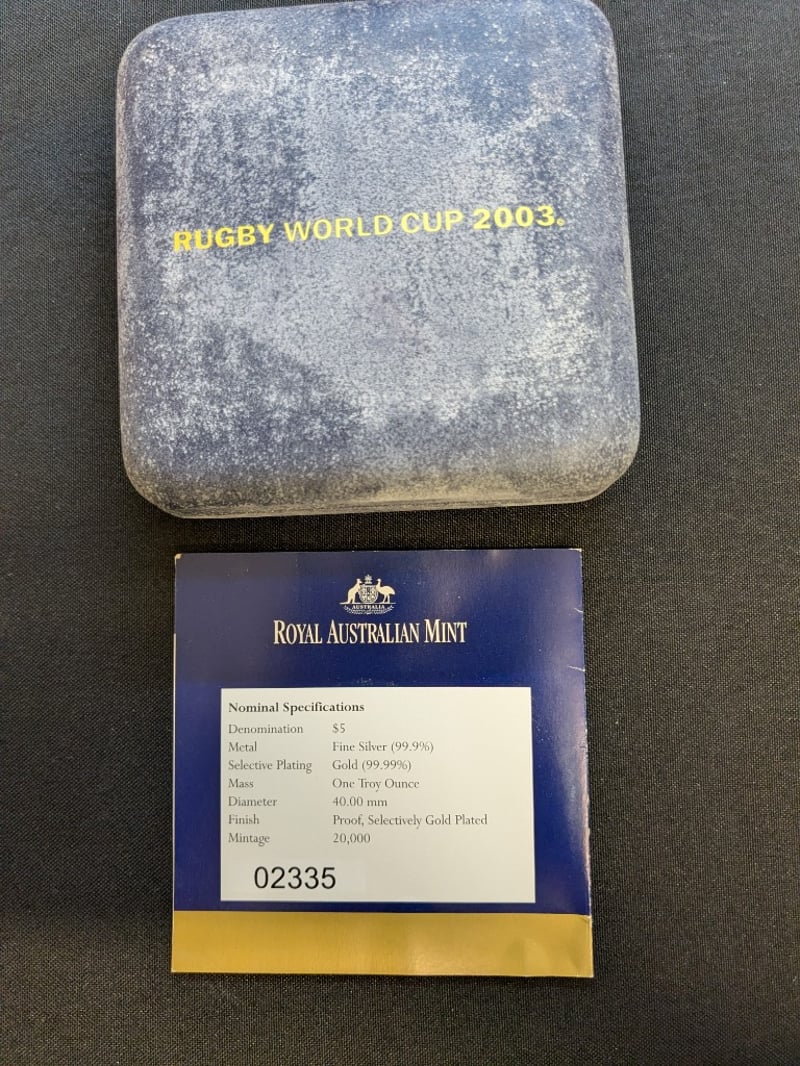 RUGBY WORLD CUP 2003.
AUSTRALIA
ROYAL AUSTRALIAN MINT
Nominal Specifications
Denomination $5
Metal Fine Silver (99.9%)
Selective Plating Gold (99.99%)
Mass One Troy Ounce
Diameter 40.00 mm
Finish Proof, Selectively Gold Plated
Mintage 20,000
02335